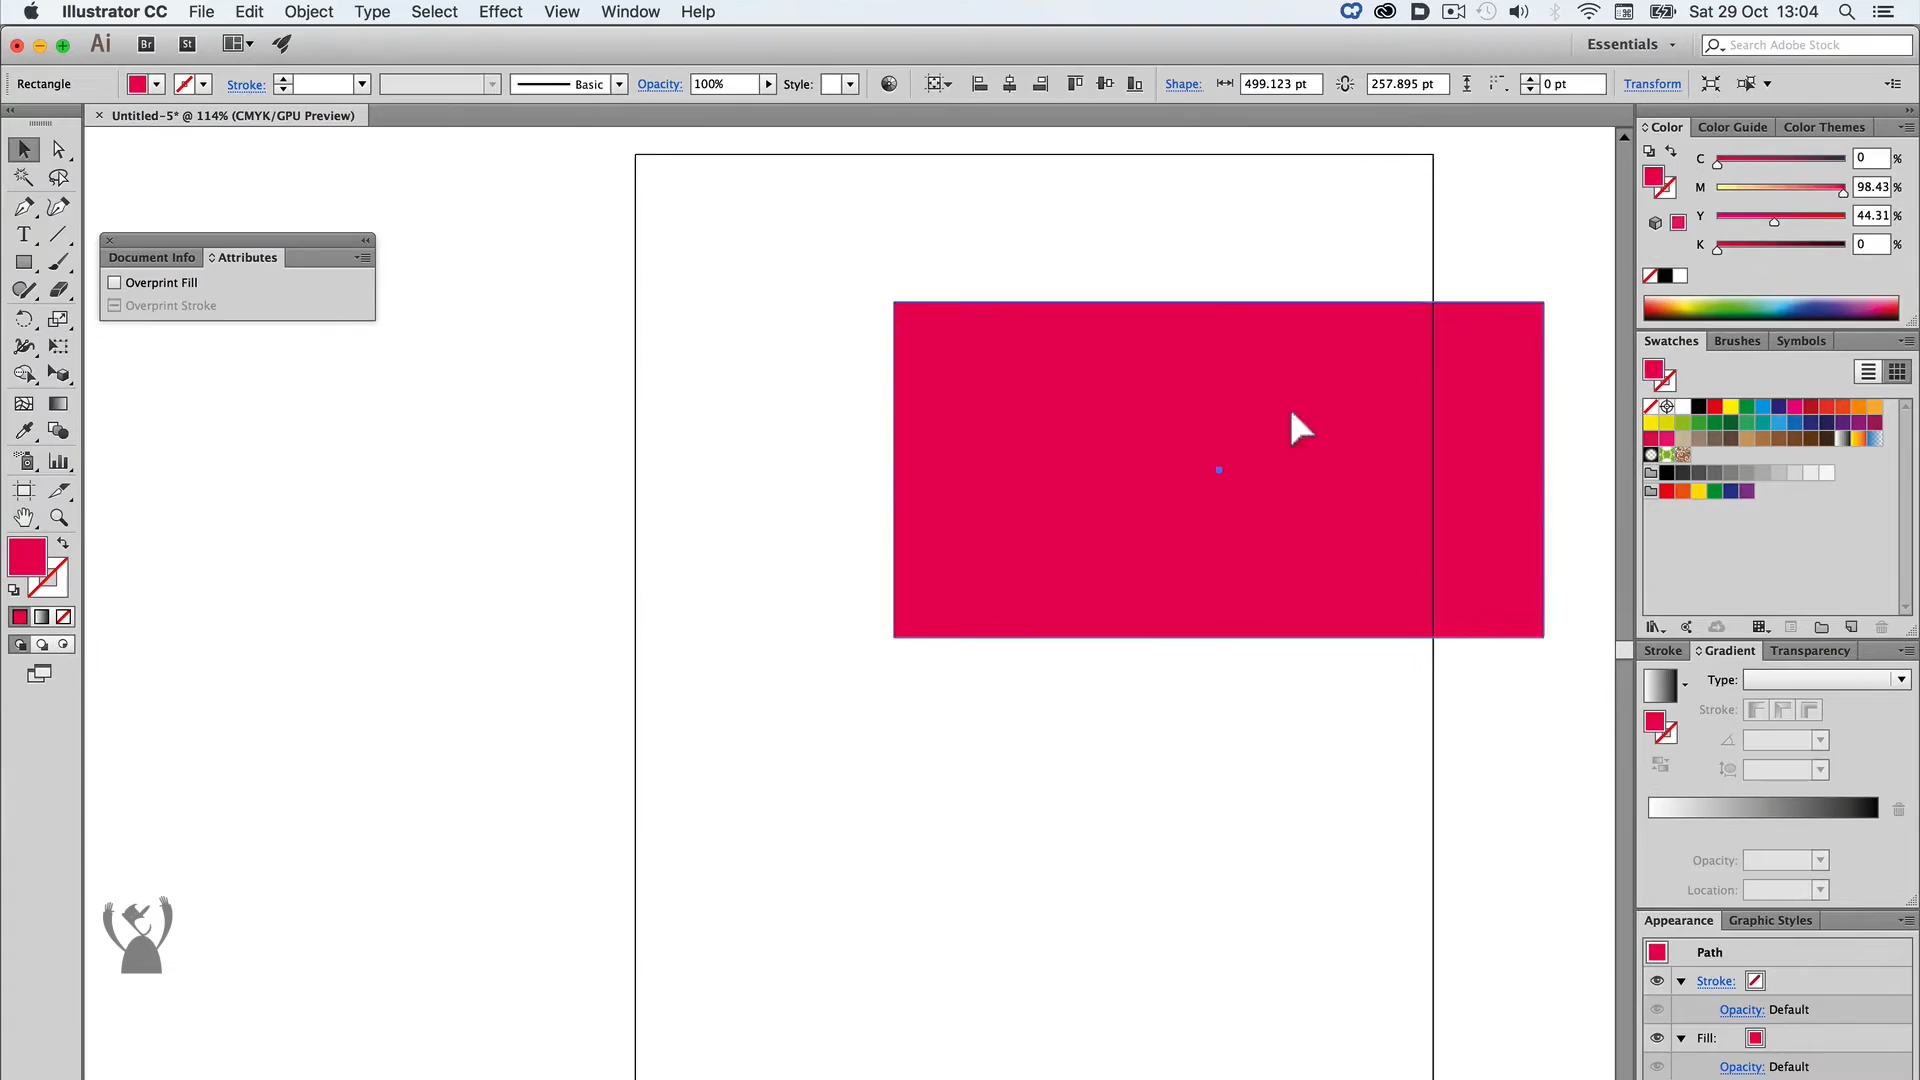 Illustrator CC File Edit Object Type Select Effect View Window Help Sat 29 Oct 13:04
Ai Br St Essentials Search Adobe Stock
Rectangle Stroke: Basic Opacity: 100% Style: Shape: 499.123 pt 257.895 pt 0 pt Transform
Untitled-5* @ 114% (CMYK/GPU Preview)
Color Color Guide Color Themes
C 0 %
M 98.43 %
Y 44.31 %
K 0 %
Document Info Attributes
Overprint Fill
Overprint Stroke
Swatches Brushes Symbols
Stroke Gradient Transparency
Type:
Stroke:
Opacity:
Location:
Appearance Graphic Styles
Path
Stroke:
Opacity: Default
Fill:
Opacity: Default